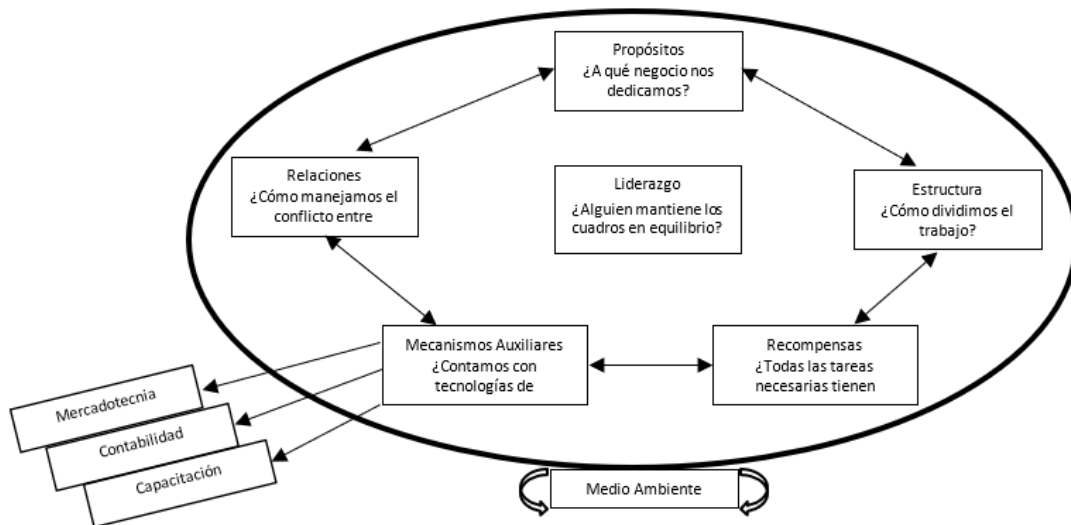 Propósitos
¿A qué negocio nos
dedicamos?
Relaciones
¿Cómo manejamos el
conflicto entre
Liderazgo
¿Alguien mantiene los
cuadros en equilibrio?
Estructura
¿Cómo dividimos el
trabajo?
Mecanismos Auxiliares
¿Contamos con
tecnologías de
Recompensas
¿Todas las tareas
necesarias tienen
Mercadotecnia
Contabilidad
Capacitación
Medio Ambiente